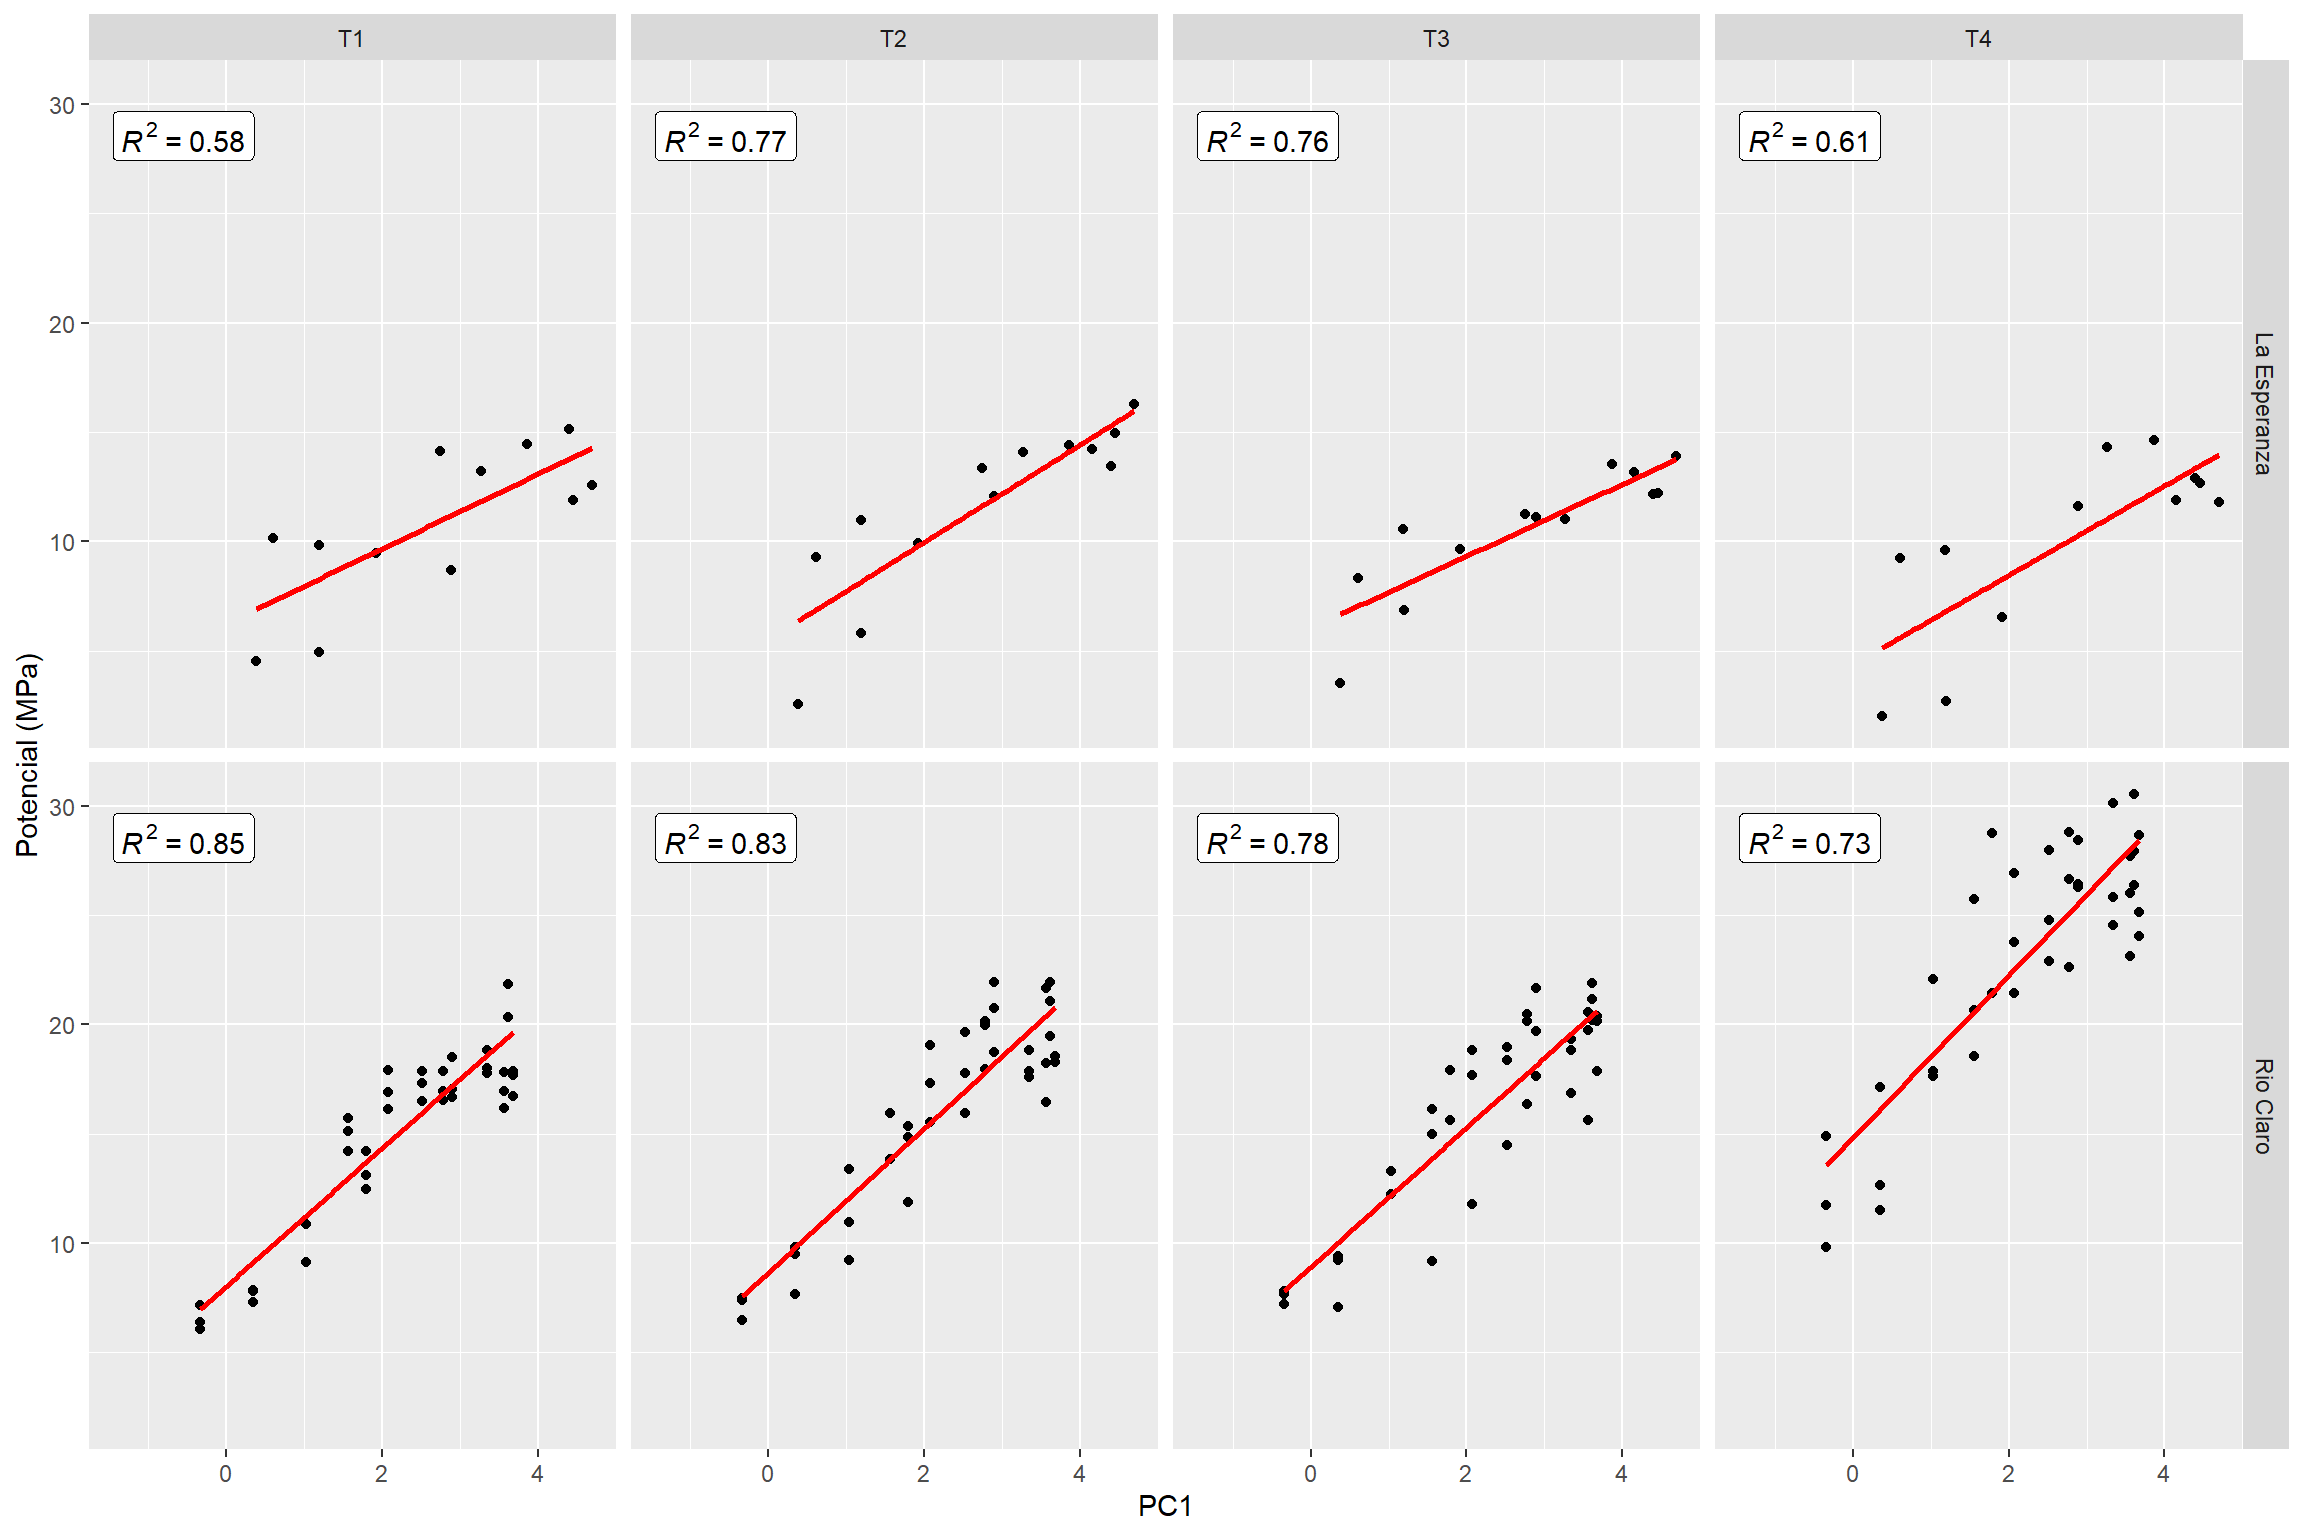 T1 T2 T3 T4
30
R² = 0.58 R² = 0.77 R² = 0.76 R² = 0.61
20
La Esperanza
10
Potencial (MPa)
30
R² = 0.85 R² = 0.83 R² = 0.78 R² = 0.73
20
Rio Claro
10
0 2 4 0 2 4 0 2 4 0 2 4
PC1